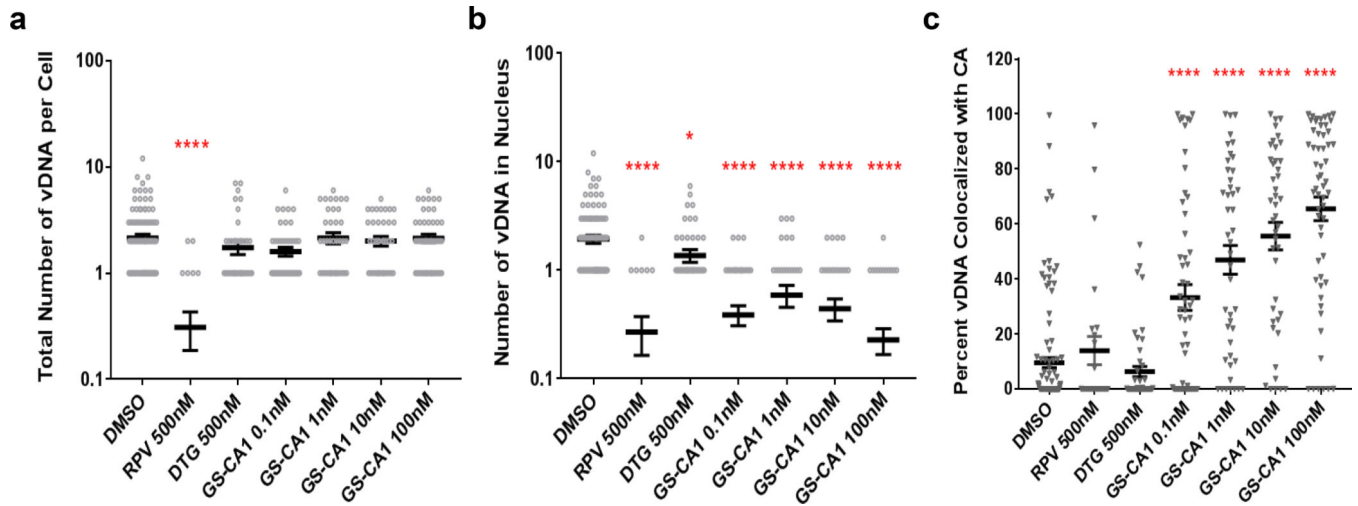 a
Total Number of vDNA per Cell
100
10
1
0.1
****
DMSO
RPV 500nM
DTG 500nM
GS-CA1 0.1nM
GS-CA1 1nM
GS-CA1 10nM
GS-CA1 100nM
b
Number of vDNA in Nucleus
100
10
1
0.1
****
*
****
****
****
****
DMSO
RPV 500nM
DTG 500nM
GS-CA1 0.1nM
GS-CA1 1nM
GS-CA1 10nM
GS-CA1 100nM
c
Percent vDNA Colocalized with CA
120
100
80
60
40
20
0
****
****
****
****
DMSO
RPV 500nM
DTG 500nM
GS-CA1 0.1nM
GS-CA1 1nM
GS-CA1 10nM
GS-CA1 100nM